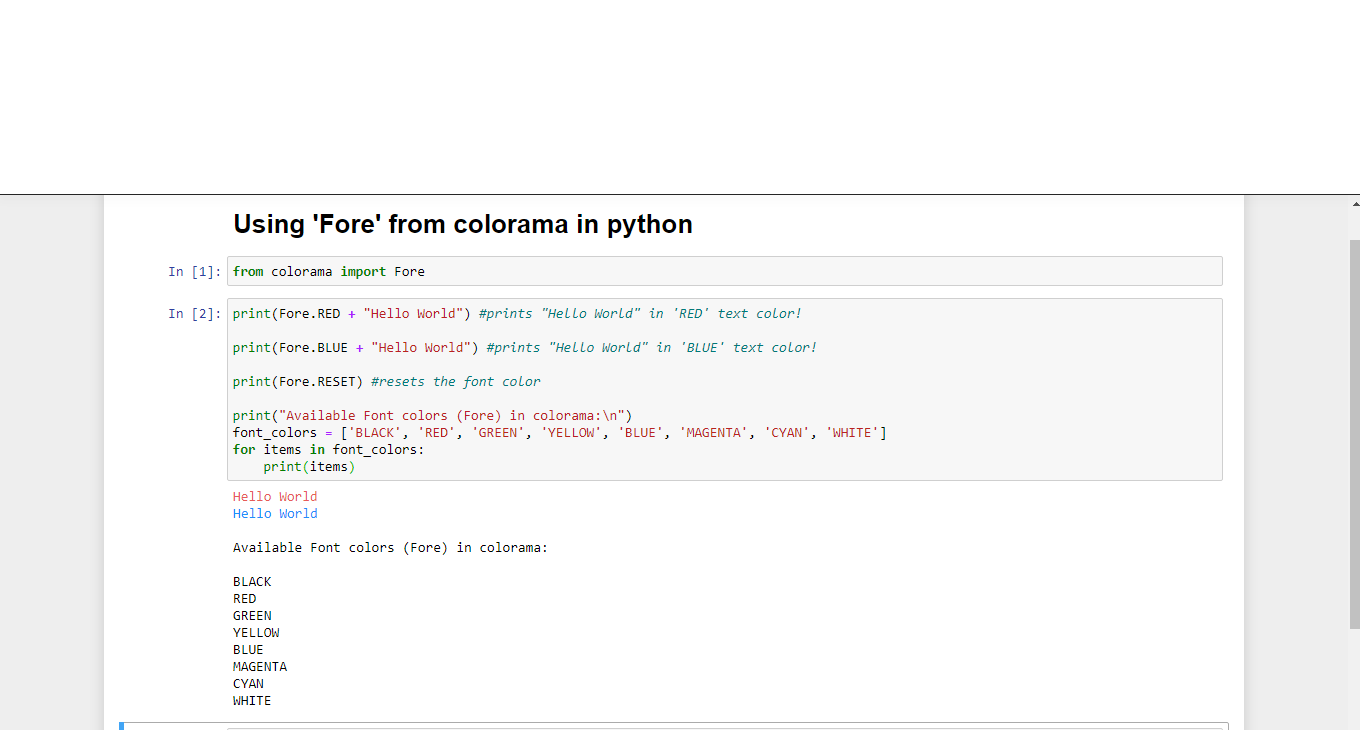 Using 'Fore' from colorama in python
In [1]: from colorama import Fore
In [2]: print(Fore.RED + "Hello World") #prints "Hello World" in 'RED' text color!
print(Fore.BLUE + "Hello World") #prints "Hello World" in 'BLUE' text color!
print(Fore.RESET) #resets the font color
print("Available Font colors (Fore) in colorama:\n")
font_colors = ['BLACK', 'RED', 'GREEN', 'YELLOW', 'BLUE', 'MAGENTA', 'CYAN', 'WHITE']
for items in font_colors:
    print(items)
Hello World
Hello World
Available Font colors (Fore) in colorama:
BLACK
RED
GREEN
YELLOW
BLUE
MAGENTA
CYAN
WHITE